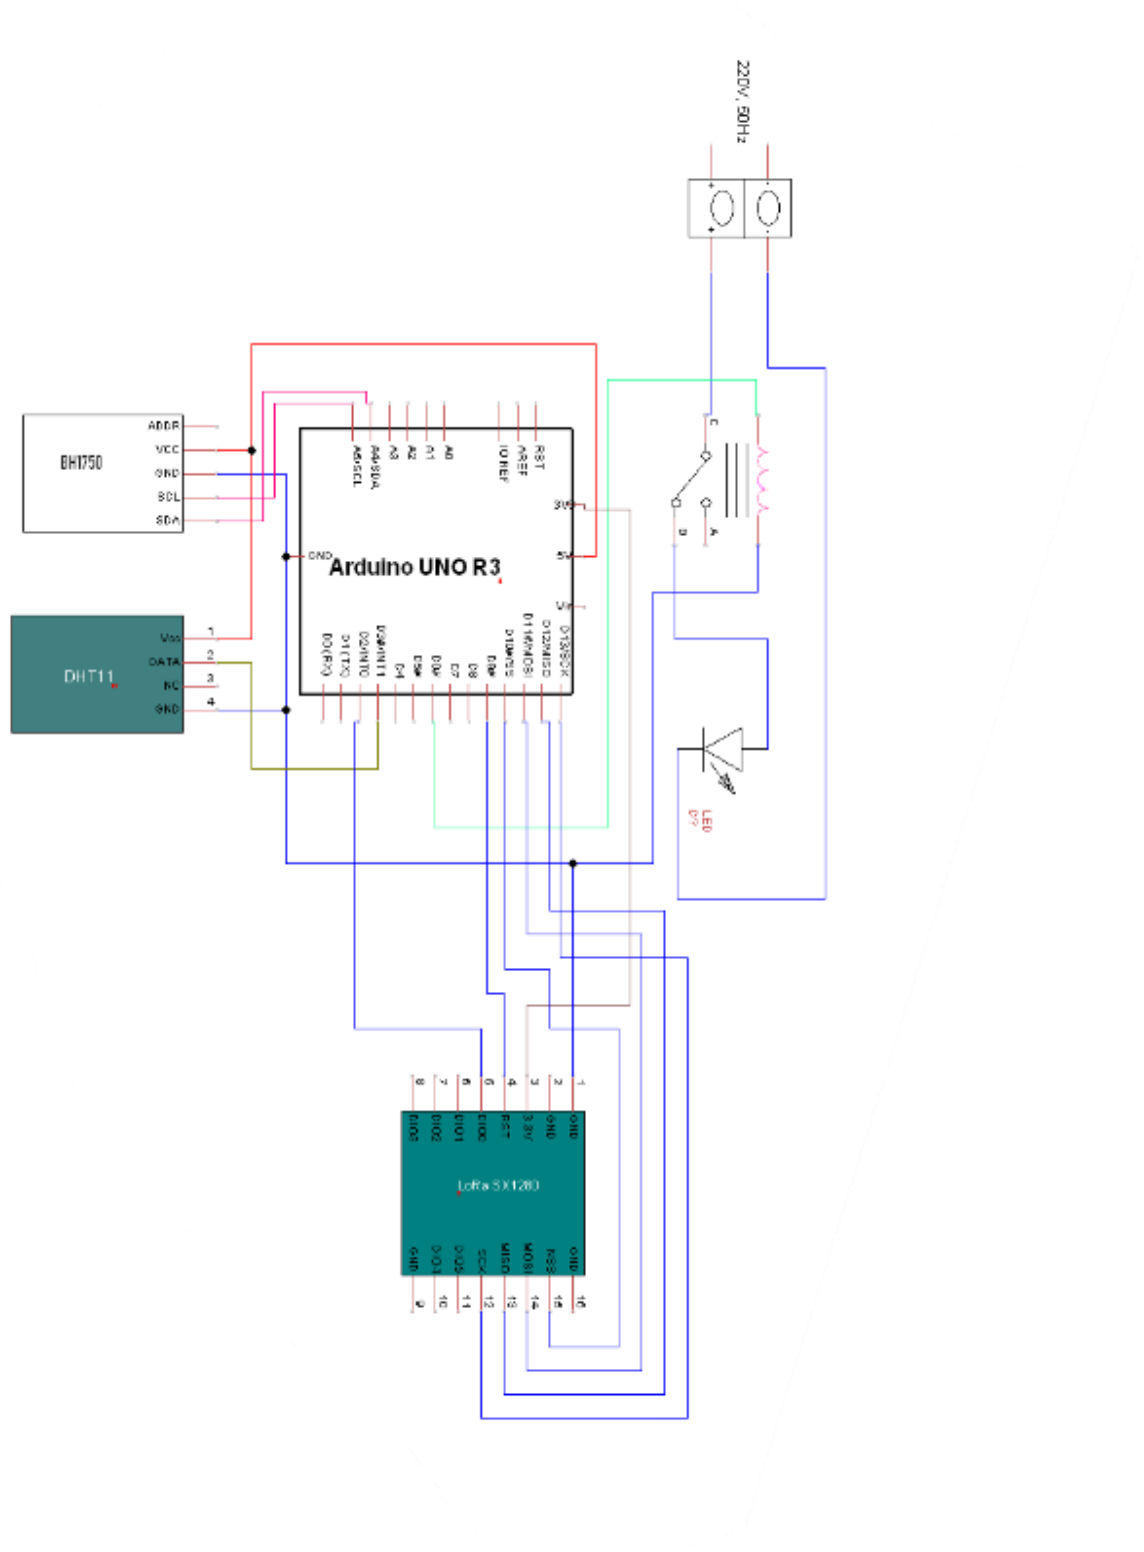 220V, 50Hz
C
B
A
BH1750
ADDR
VCC
GND
SCL
SDA
DHT11
Vcc
DATA
NC
GND
1
2
3
4
Arduino UNO R3
A5/SCL
A4/SDA
A3
A2
A1
A0
IOREF
AREF
RST
5V
GND
D0(RX)
D1(TX)
D2/INT0
D3#/INT1
D4
D5#
D6#
D7
D8
D9#
D10#/SS
D11#/MOSI
D12/MISO
D13/SCK
LED
8
7
6
5
4
3
2
1
DIO3
DIO2
DIO1
DIO0
RST
3.3V
GND
GND
LoRa SX1280
GND
DIO4
DIO5
SCK
MISO
MOSI
NSS
GND
9
10
11
12
13
14
15
16